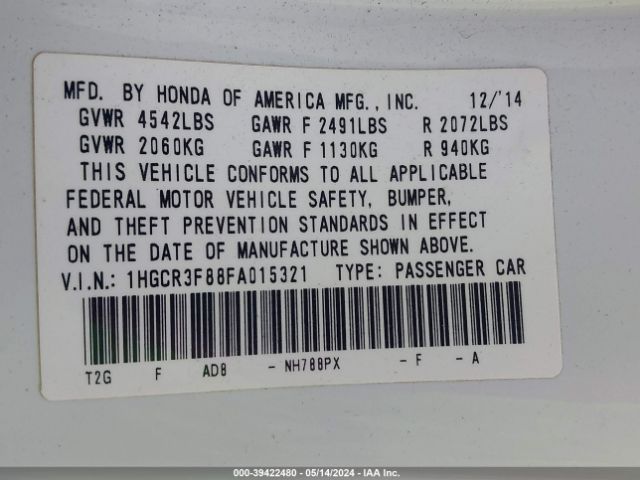 MFD. BY HONDA OF AMERICA MFG., INC. 12/'14
GVWR 4542LBS GAWR F 2491LBS R 2072LBS
GVWR 2060KG GAWR F 1130KG R 940KG
THIS VEHICLE CONFORMS TO ALL APPLICABLE
FEDERAL MOTOR VEHICLE SAFETY, BUMPER,
AND THEFT PREVENTION STANDARDS IN EFFECT
ON THE DATE OF MANUFACTURE SHOWN ABOVE.
V.I.N.: 1HGCR3F88FA015321 TYPE: PASSENGER CAR
T2G F AD8 - NH788PX - F - A
000-39422480 - 05/14/2024 - IAA Inc.